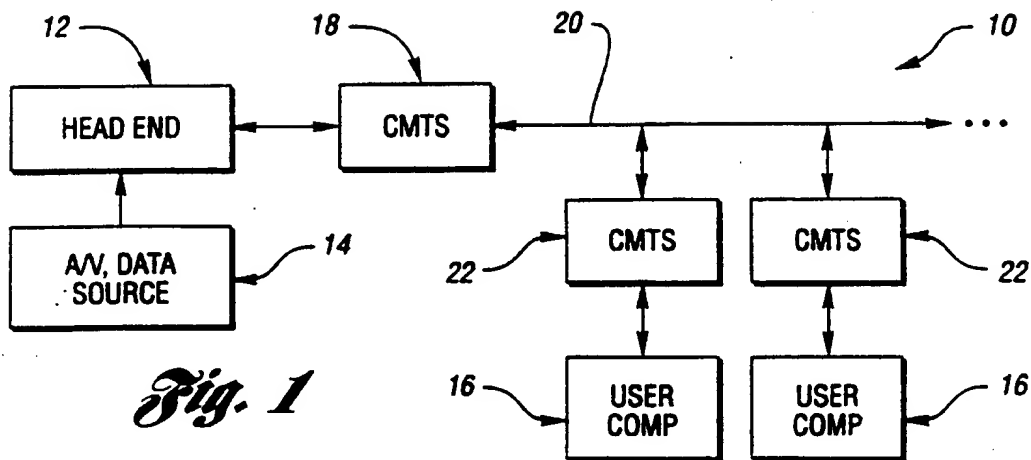 12
18
20
10
HEAD END
CMTS
...
A/V, DATA
SOURCE
14
22
CMTS
CMTS
22
Fig. 1
16
USER
COMP
USER
COMP
16